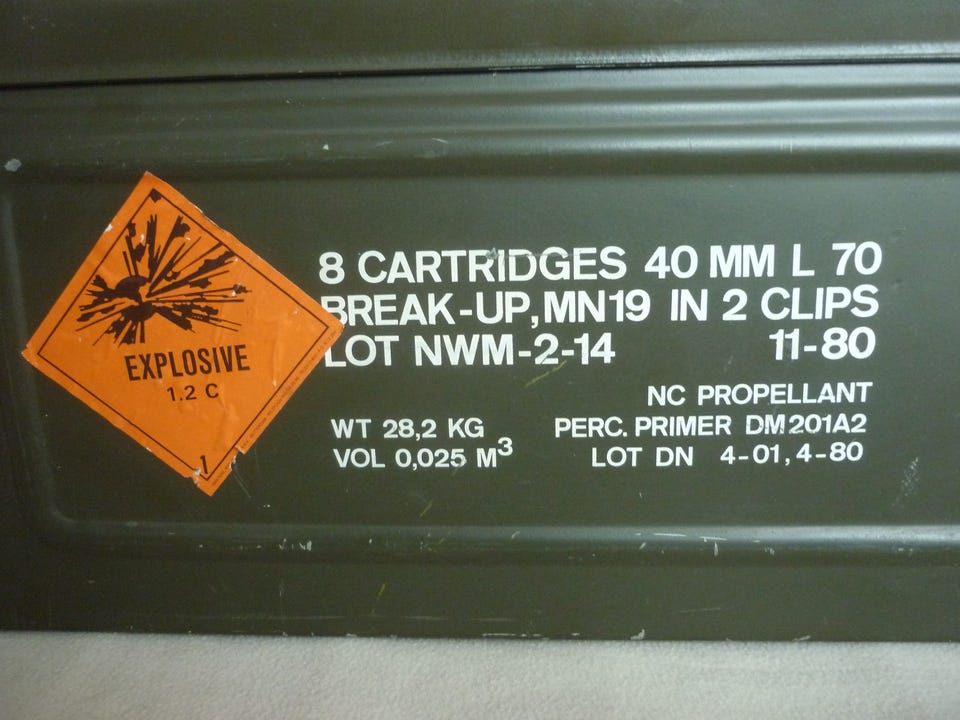 EXPLOSIVE
1.2 C
1
8 CARTRIDGES 40 MM L 70
BREAK-UP, MN19 IN 2 CLIPS
LOT NWM-2-14 11-80
NC PROPELLANT
WT 28,2 KG PERC. PRIMER DM201A2
VOL 0,025 M³ LOT DN 4-01, 4-80